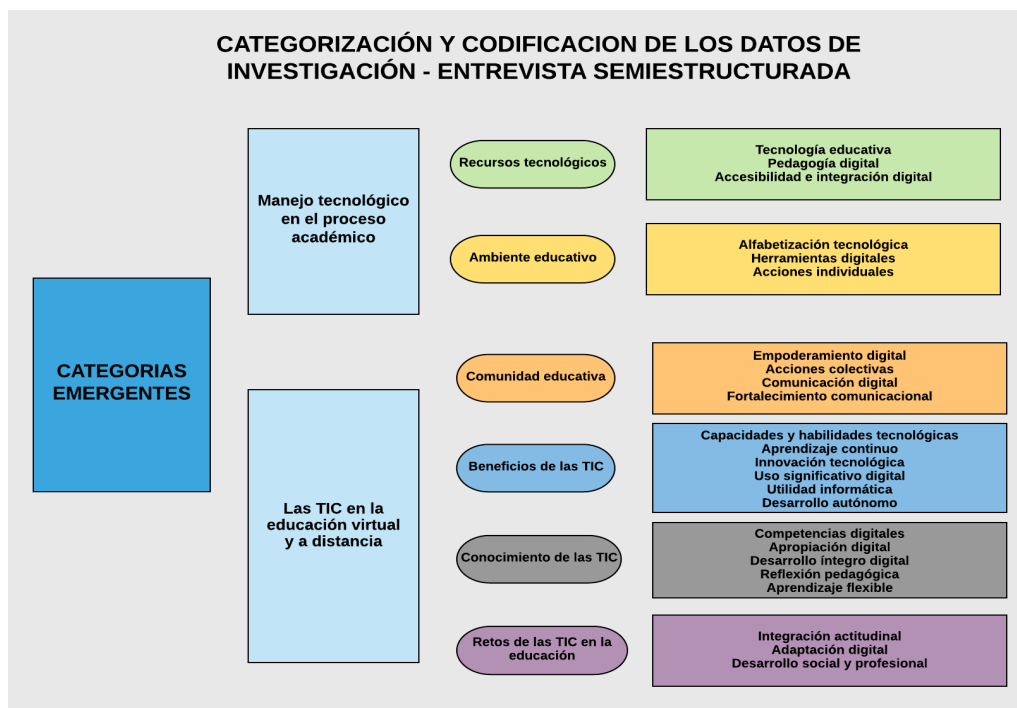 CATEGORIZACIÓN Y CODIFICACION DE LOS DATOS DE
INVESTIGACIÓN - ENTREVISTA SEMIESTRUCTURADA
CATEGORIAS
EMERGENTES
Manejo tecnológico
en el proceso
académico
Recursos tecnológicos
Tecnología educativa
Pedagogía digital
Accesibilidad e integración digital
Ambiente educativo
Alfabetización tecnológica
Herramientas digitales
Acciones individuales
Las TIC en la
educación virtual
y a distancia
Comunidad educativa
Empoderamiento digital
Acciones colectivas
Comunicación digital
Fortalecimiento comunicacional
Beneficios de las TIC
Capacidades y habilidades tecnológicas
Aprendizaje continuo
Innovación tecnológica
Uso significativo digital
Utilidad informática
Desarrollo autónomo
Conocimiento de las TIC
Competencias digitales
Apropiación digital
Desarrollo íntegro digital
Reflexión pedagógica
Aprendizaje flexible
Retos de las TIC en la
educación
Integración actitudinal
Adaptación digital
Desarrollo social y profesional